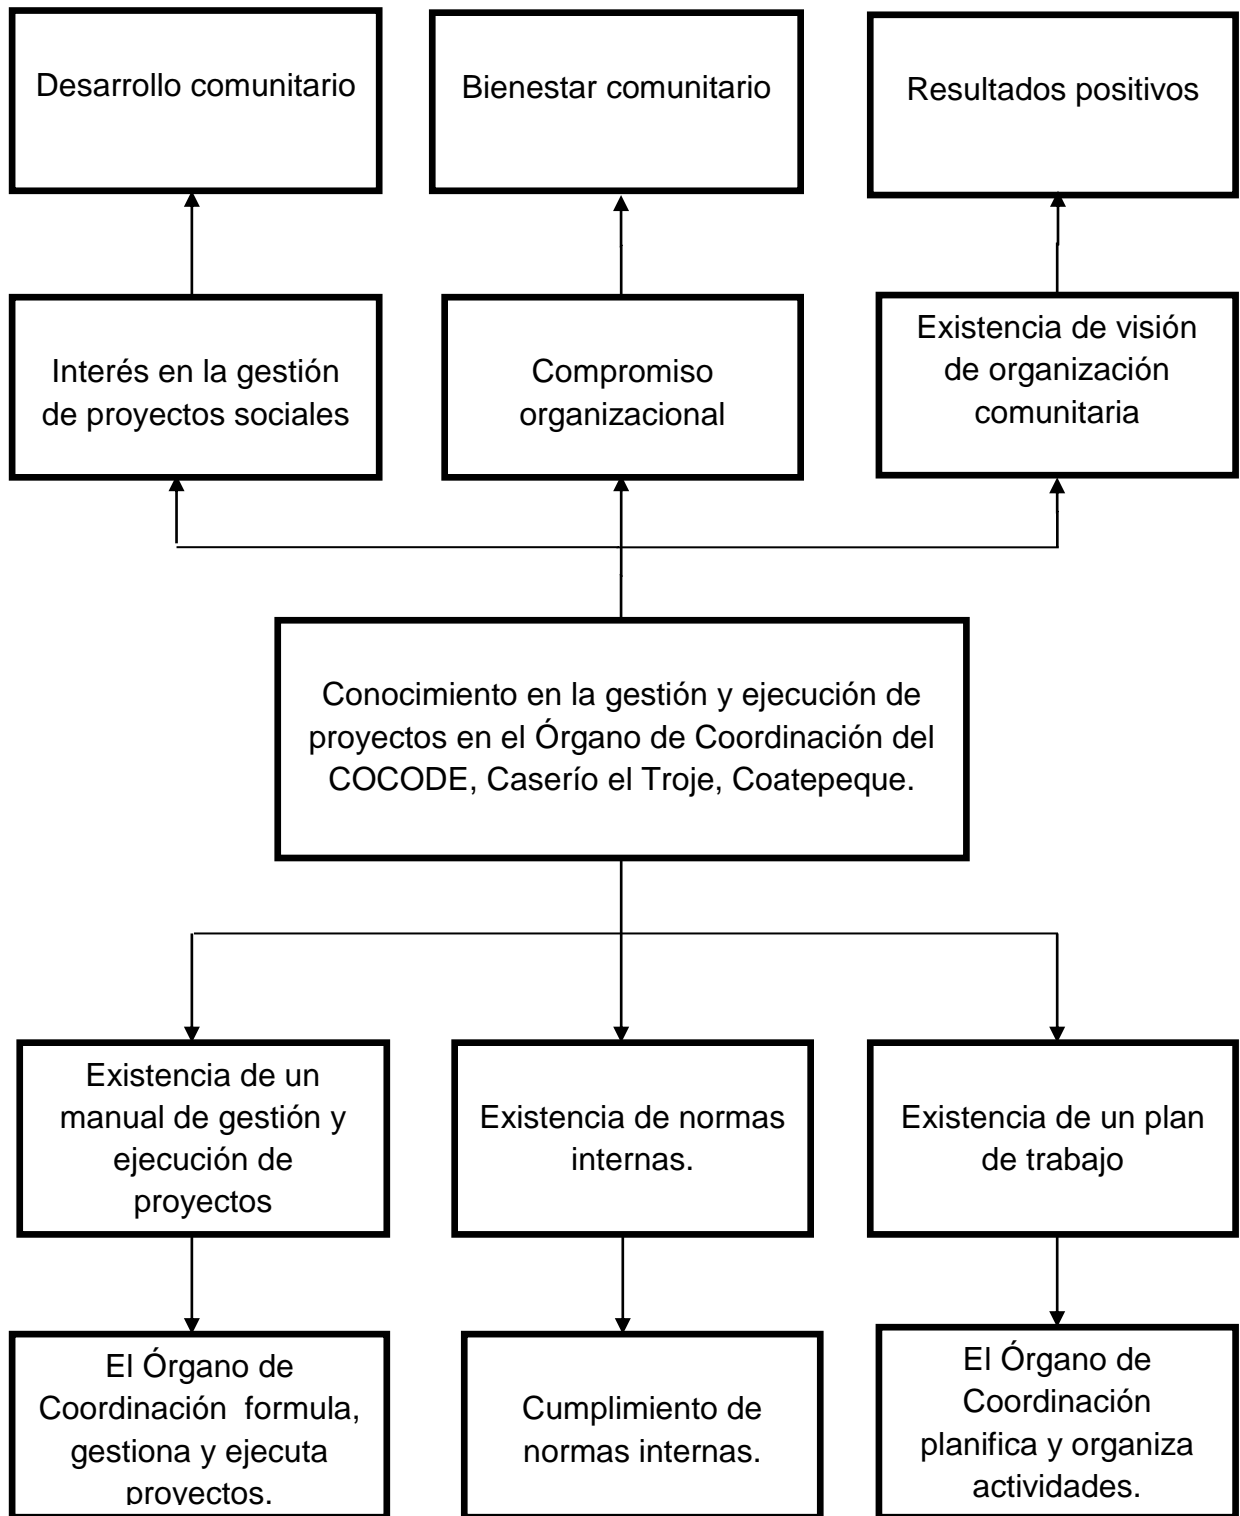 Desarrollo comunitario
Bienestar comunitario
Resultados positivos
Interés en la gestión
de proyectos sociales
Compromiso
organizacional
Existencia de visión
de organización
comunitaria
Conocimiento en la gestión y ejecución de
proyectos en el Órgano de Coordinación del
COCODE, Caserío el Troje, Coatepeque.
Existencia de un
manual de gestión y
ejecución de
proyectos
Existencia de normas
internas.
Existencia de un plan
de trabajo
El Órgano de
Coordinación  formula,
gestiona y ejecuta
proyectos.
Cumplimiento de
normas internas.
El Órgano de
Coordinación
planifica y organiza
actividades.